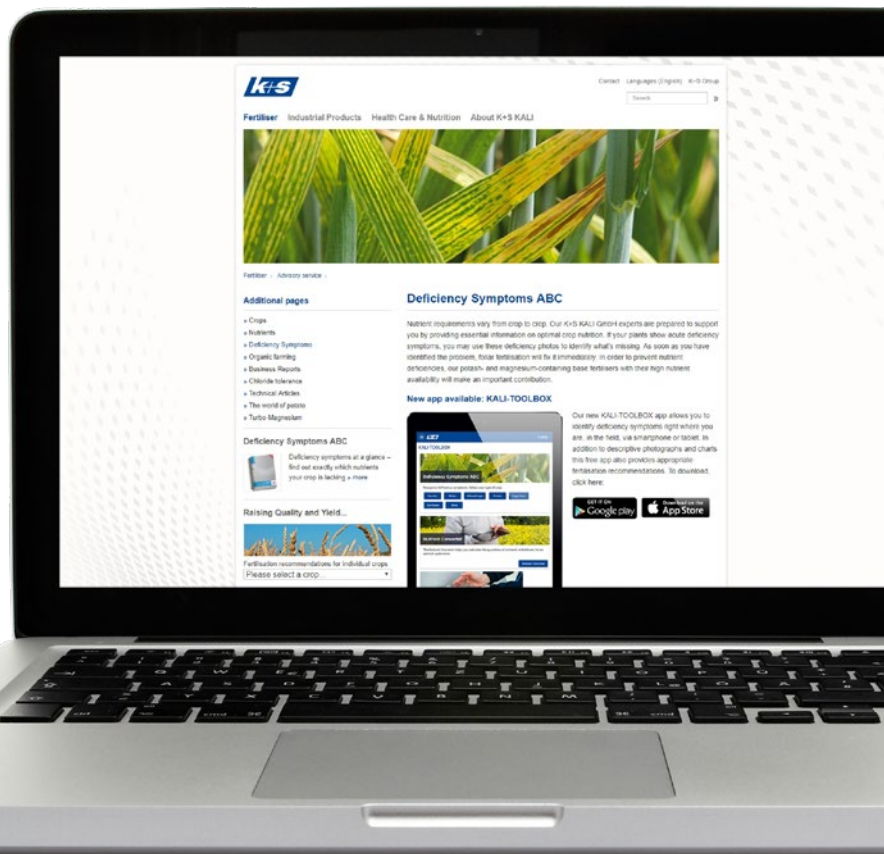 k+s
Contact Languages (English) K+S Group
Search
Fertiliser Industrial Products Health Care & Nutrition About K+S KALI
Fertiliser › Advisory service ›
Additional pages
» Crops
» Nutrients
» Deficiency Symptoms
» Organic farming
» Business Reports
» Chloride tolerance
» Technical Articles
» The world of potato
» Turbo-Magnesium
Deficiency Symptoms ABC
Deficiency symptoms at a glance –
find out exactly which nutrients
your crop is lacking » more
Raising Quality and Yield...
Fertilisation recommendations for individual crops
Please select a crop...
Deficiency Symptoms ABC
Nutrient requirements vary from crop to crop. Our K+S KALI GmbH experts are prepared to support
you by providing essential information on optimal crop nutrition. If your plants show acute deficiency
symptoms, you may use these deficiency photos to identify what's missing. As soon as you have
identified the problem, foliar fertilisation will fix it immediately. In order to prevent nutrient
deficiencies, our potash- and magnesium-containing base fertilisers with their high nutrient
availability will make an important contribution.
New app available: KALI-TOOLBOX
k+s
KALI-TOOLBOX
Deficiency Symptoms ABC
Nutrient Converter
Our new KALI-TOOLBOX app allows you to
identify deficiency symptoms right where you
are, in the field, via smartphone or tablet. In
addition to descriptive photographs and charts
this free app also provides appropriate
fertilisation recommendations. To download,
click here:
GET IT ON
Google play
Download on the
App Store
ctrl
cmd
cmd